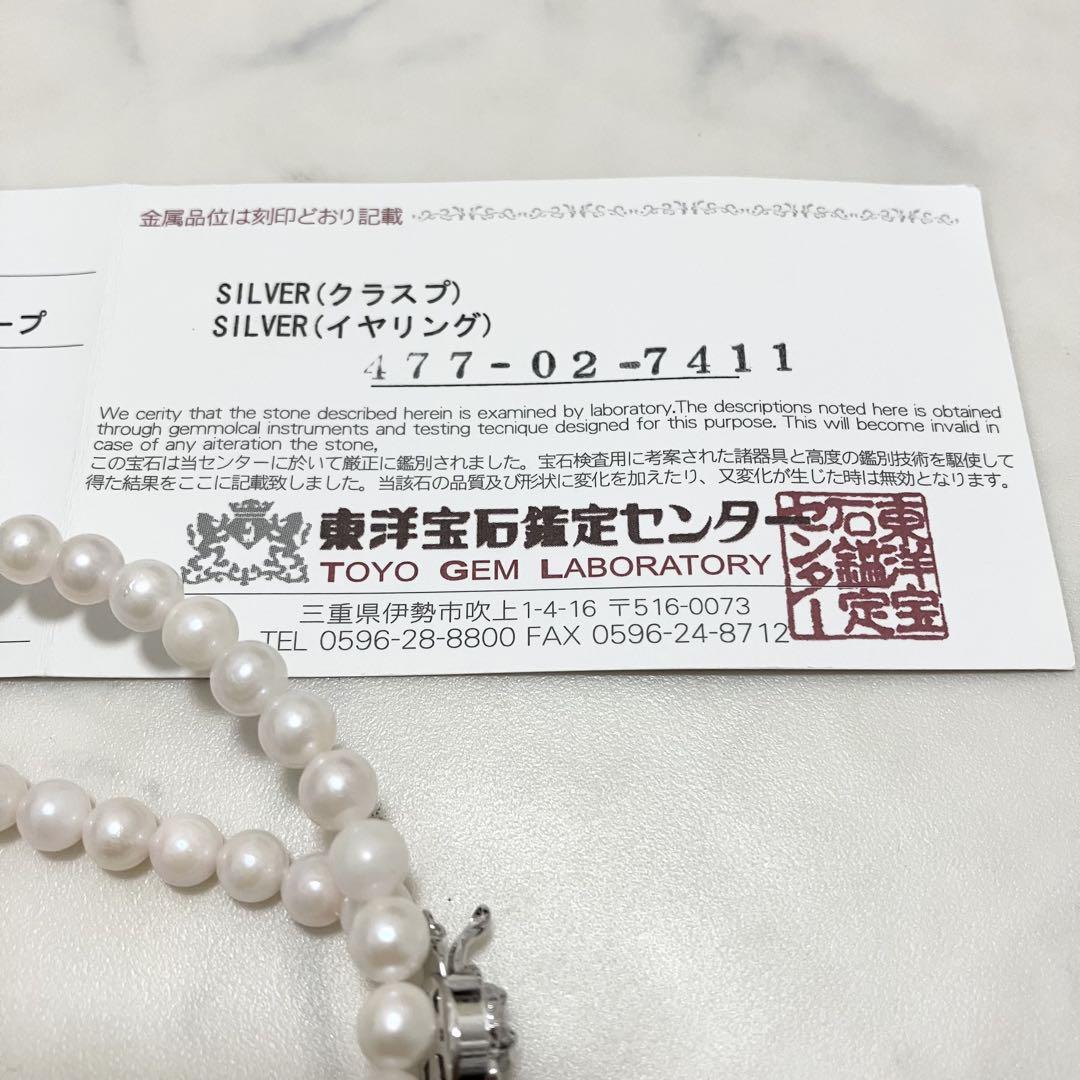 金属品位は刻印どおり記載
ープ
SILVER(クラスプ)
SILVER(イヤリング)
477-02-7411
We cerity that the stone described herein is examined by laboratory.The descriptions noted here is obtained
through gemmolcal instruments and testing tecnique designed for this purpose. This will become invalid in
case of any aiteration the stone,
この宝石は当センターに於いて厳正に鑑別されました。宝石検査用に考案された諸器具と高度の鑑別技術を駆使して
得た結果をここに記載致しました。当該石の品質及び形状に変化を加えたり、又変化が生じた時は無効となります。
東洋宝石鑑定センター
TOYO GEM LABORATORY
三重県伊勢市吹上1-4-16 〒516-0073
TEL 0596-28-8800 FAX 0596-24-8712
東洋宝
石鑑定
センター